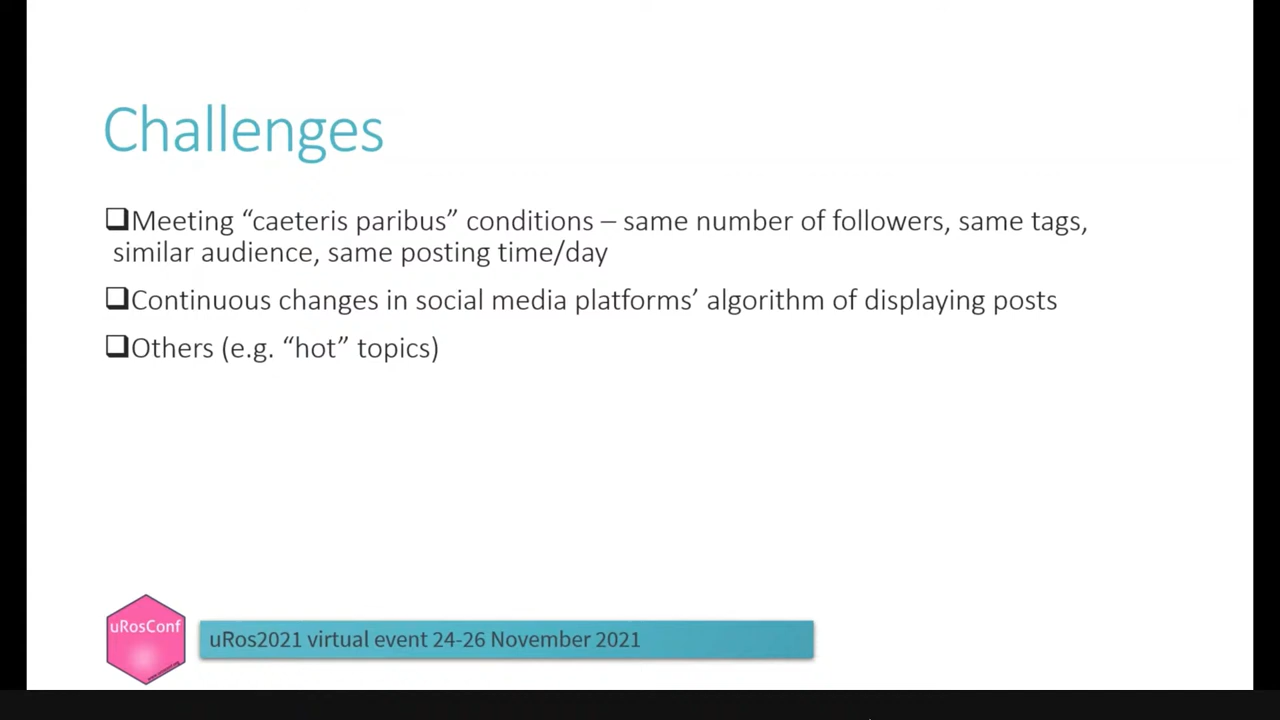 Challenges
❑Meeting “caeteris paribus” conditions – same number of followers, same tags,
similar audience, same posting time/day
❑Continuous changes in social media platforms’ algorithm of displaying posts
❑Others (e.g. “hot” topics)
uRosConf
uRos2021 virtual event 24-26 November 2021